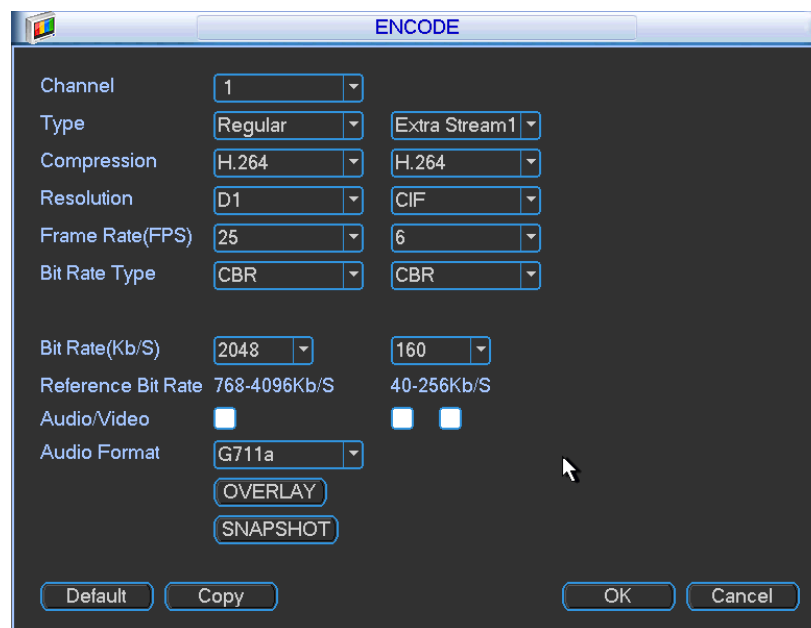 ENCODE
Channel 1
Type Regular Extra Stream1
Compression H.264 H.264
Resolution D1 CIF
Frame Rate(FPS) 25 6
Bit Rate Type CBR CBR
Bit Rate(Kb/S) 2048 160
Reference Bit Rate 768-4096Kb/S 40-256Kb/S
Audio/Video
Audio Format G711a
OVERLAY
SNAPSHOT
Default Copy OK Cancel